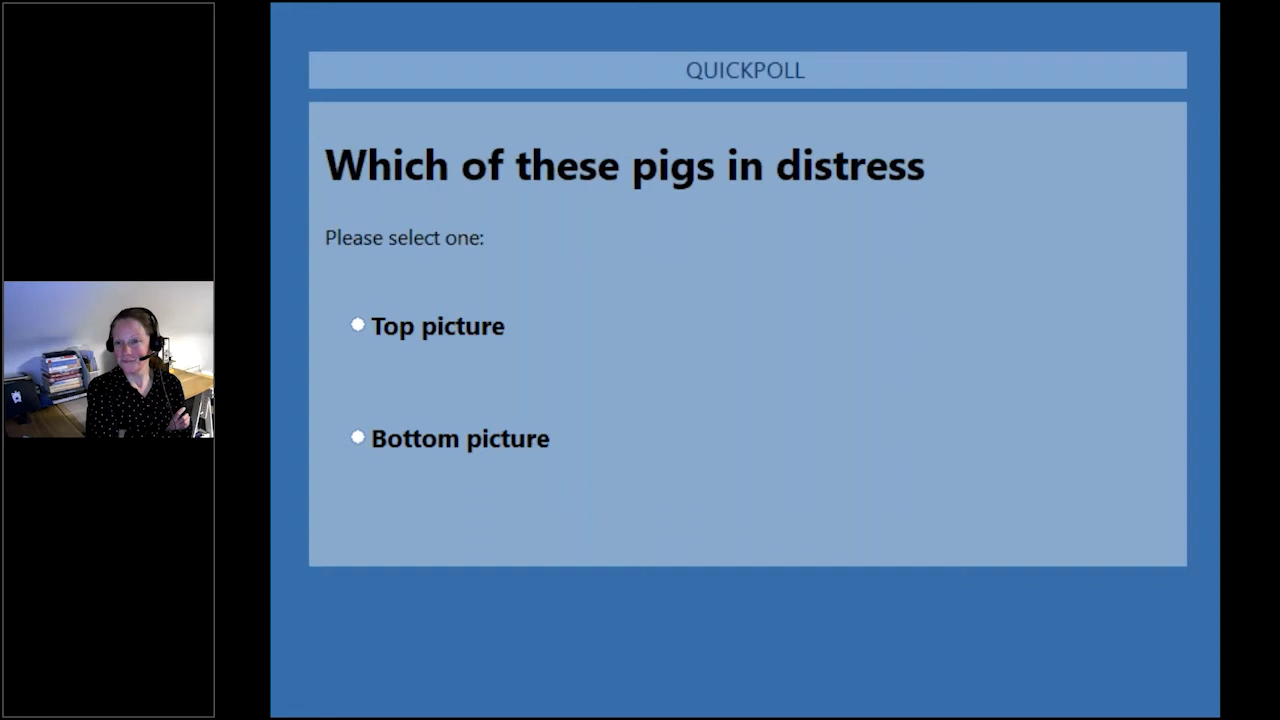 QUICKPOLL
Which of these pigs in distress
Please select one:
Top picture
Bottom picture